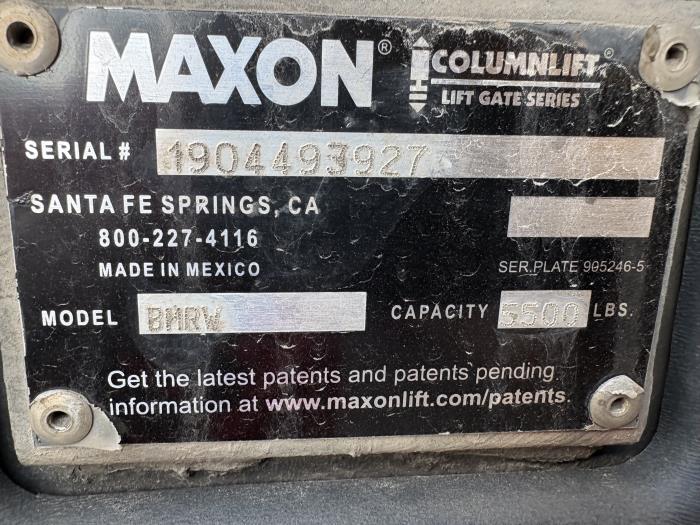 MAXON® COLUMNLIFT®
LIFT GATE SERIES
SERIAL # 1904493927
SANTA FE SPRINGS, CA
800-227-4116
MADE IN MEXICO
SER.PLATE 905246-5
MODEL BMRW CAPACITY 5500 LBS.
Get the latest patents and patents pending
information at www.maxonlift.com/patents.